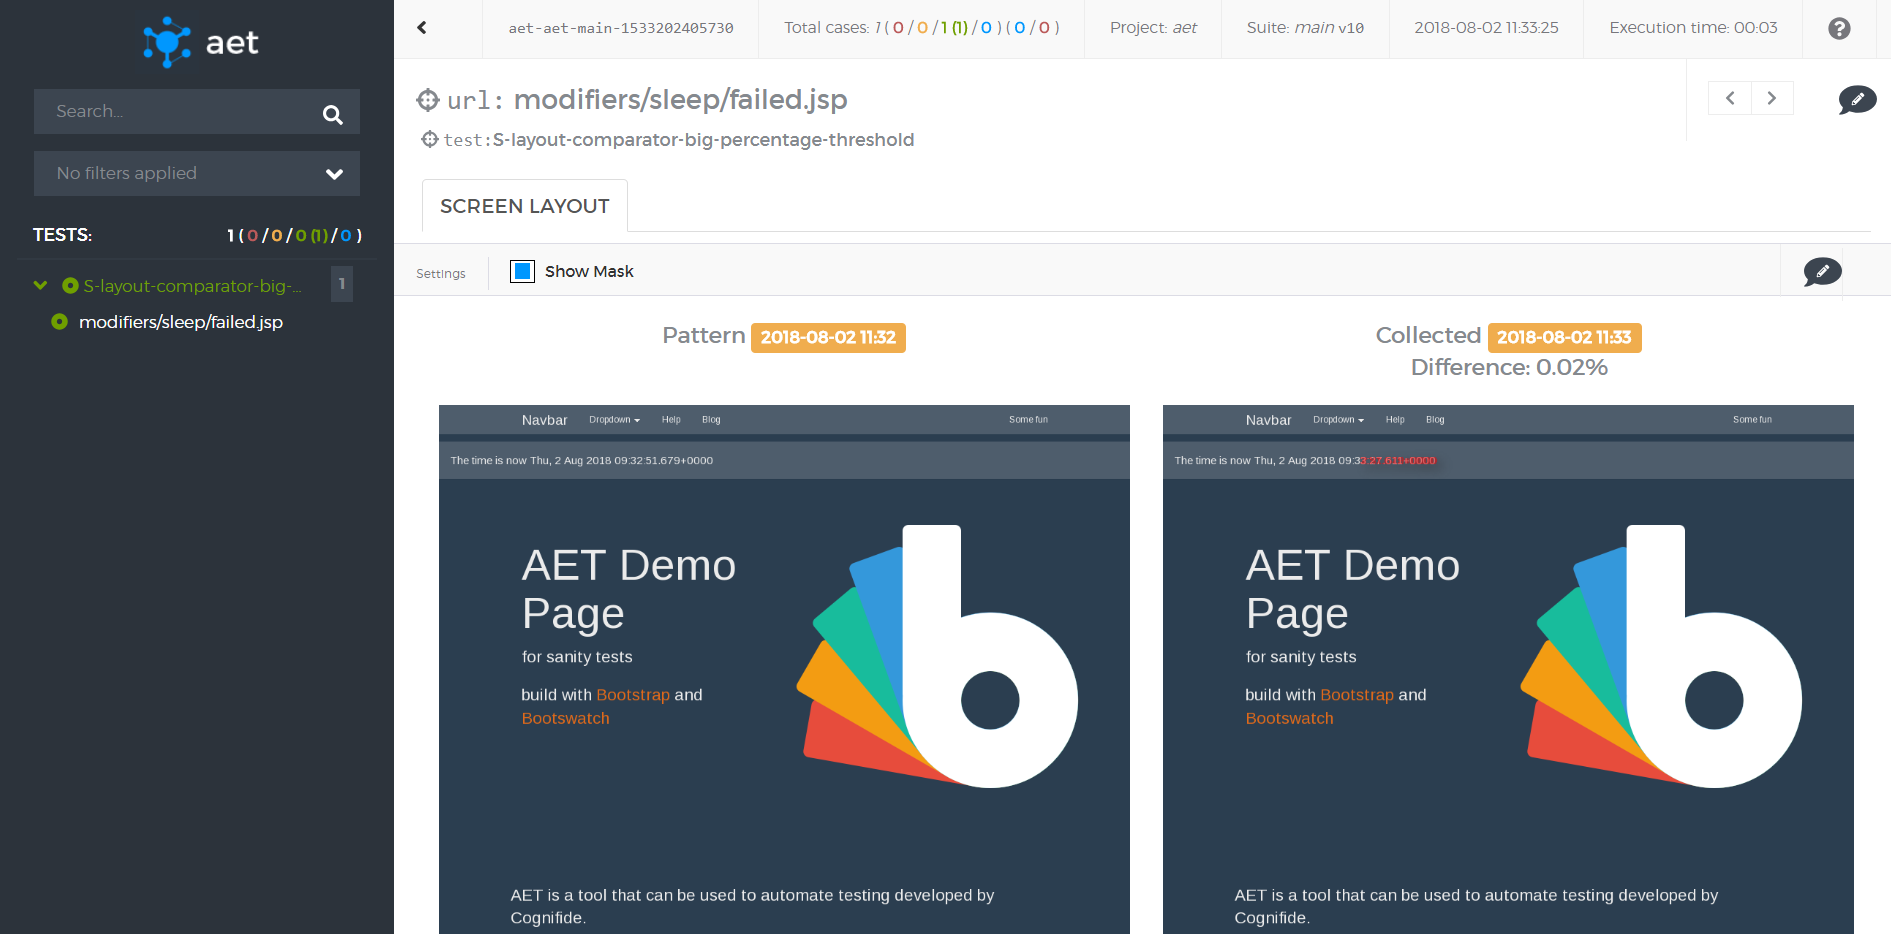 aet
Search...
No filters applied
TESTS: 1 ( 0 / 0 / 0 (1) / 0 )
S-layout-comparator-big-... 1
modifiers/sleep/failed.jsp
aet-aet-main-1533202405730 Total cases: 1 ( 0 / 0 / 1 (1) / 0 ) ( 0 / 0 ) Project: aet Suite: main v10 2018-08-02 11:33:25 Execution time: 00:03 ?
url: modifiers/sleep/failed.jsp
test:S-layout-comparator-big-percentage-threshold
SCREEN LAYOUT
Settings Show Mask
Pattern 2018-08-02 11:32
Navbar Dropdown Help Blog Some fun
The time is now Thu, 2 Aug 2018 09:32:51.679+0000
AET Demo
Page
for sanity tests
build with Bootstrap and
Bootswatch
AET is a tool that can be used to automate testing developed by
Cognifide.
Collected 2018-08-02 11:33
Difference: 0.02%
Navbar Dropdown Help Blog Some fun
The time is now Thu, 2 Aug 2018 09:33:27.611+0000
AET Demo
Page
for sanity tests
build with Bootstrap and
Bootswatch
AET is a tool that can be used to automate testing developed by
Cognifide.